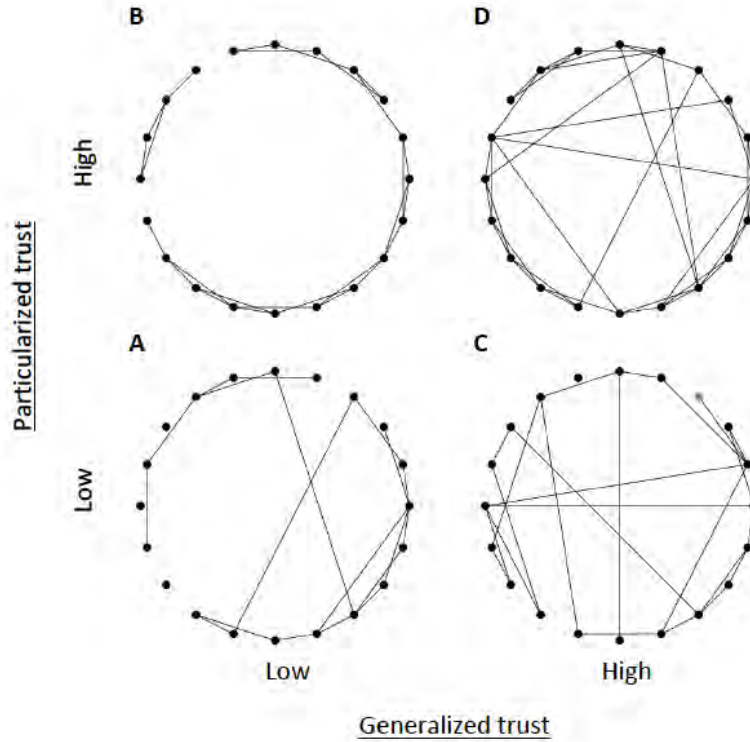 B
D
High
Particularized trust
A
C
Low
Low
High
Generalized trust